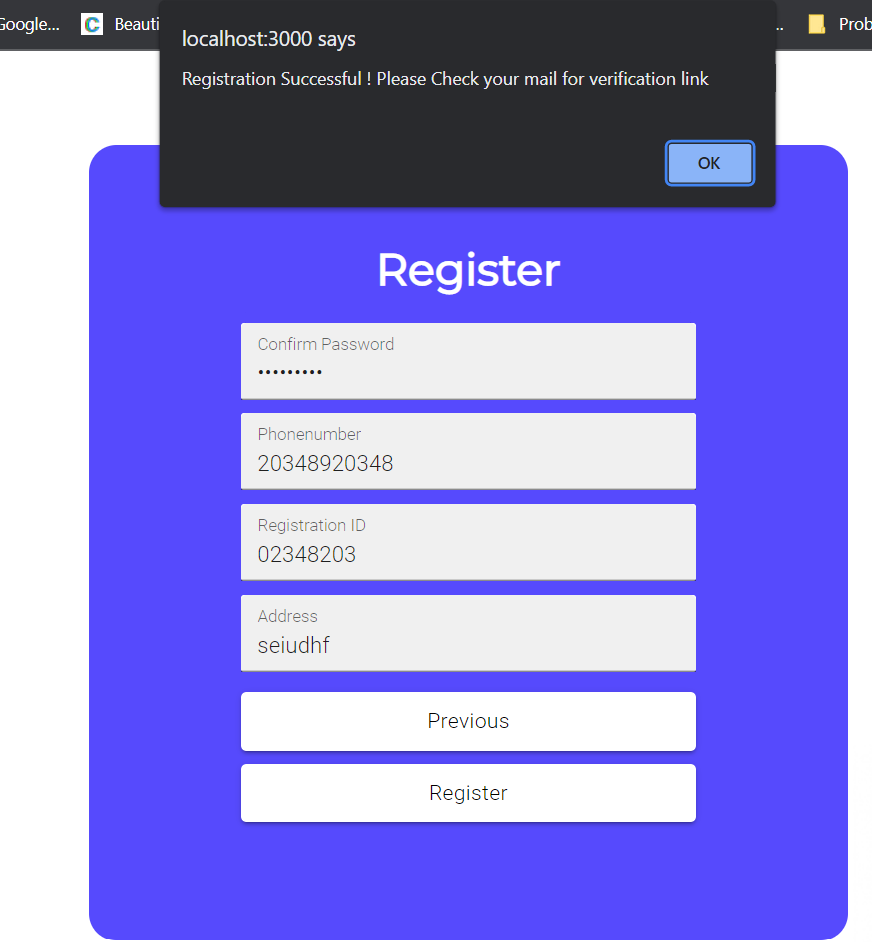 Google...
Beauti
..
Prob
localhost:3000 says
Registration Successful ! Please Check your mail for verification link
OK
Register
Confirm Password
•••••••••
Phonenumber
20348920348
Registration ID
02348203
Address
seiudhf
Previous
Register